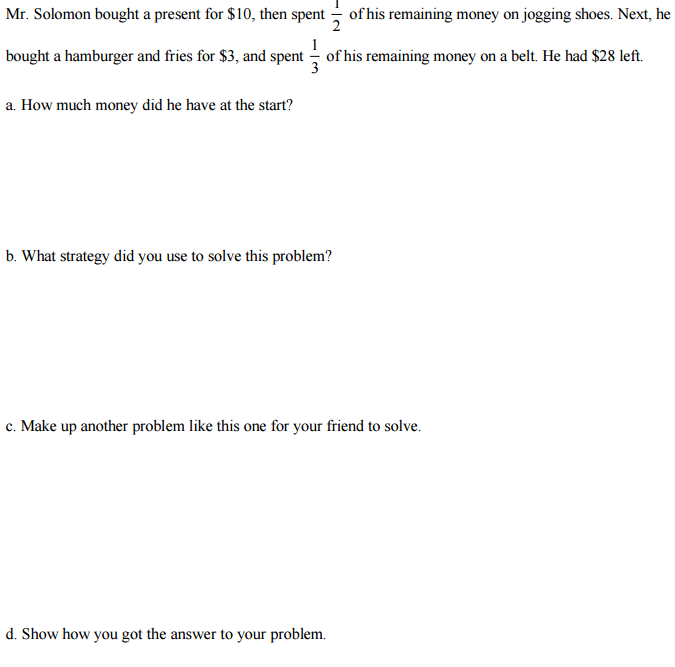 Mr. Solomon bought a present for $10, then spent 1/2 of his remaining money on jogging shoes. Next, he
bought a hamburger and fries for $3, and spent 1/3 of his remaining money on a belt. He had $28 left.
a. How much money did he have at the start?
b. What strategy did you use to solve this problem?
c. Make up another problem like this one for your friend to solve.
d. Show how you got the answer to your problem.